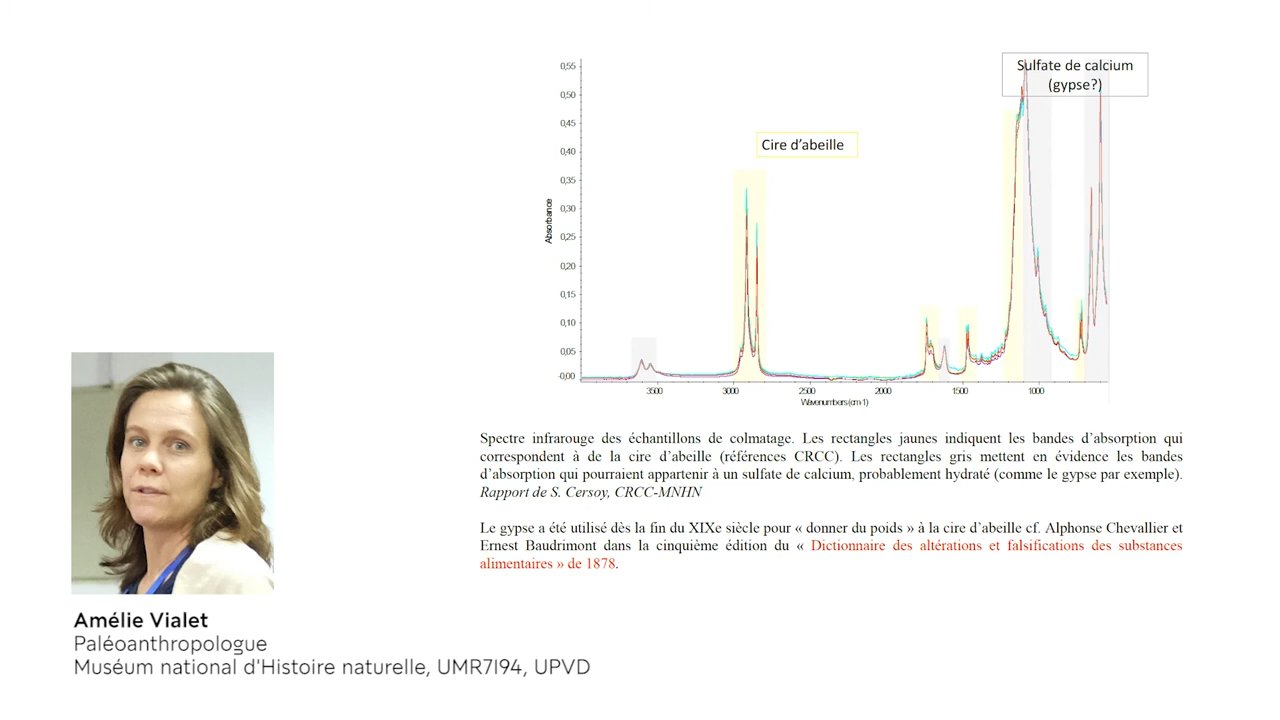 Sulfate de calcium
(gypse?)
Cire d’abeille
0,55
0,50
0,45
0,40
0,35
0,30
0,25
0,20
0,15
0,10
0,05
-0,00
Absorbance
3500 3000 2500 2000 1500 1000
Wavenumbers (cm-1)
Spectre infrarouge des échantillons de colmatage. Les rectangles jaunes indiquent les bandes d’absorption qui
correspondent à de la cire d’abeille (références CRCC). Les rectangles gris mettent en évidence les bandes
d’absorption qui pourraient appartenir à un sulfate de calcium, probablement hydraté (comme le gypse par exemple).
Rapport de S. Cersoy, CRCC-MNHN
Le gypse a été utilisé dès la fin du XIXe siècle pour « donner du poids » à la cire d’abeille cf. Alphonse Chevallier et
Ernest Baudrimont dans la cinquième édition du « Dictionnaire des altérations et falsifications des substances
alimentaires » de 1878.
Amélie Vialet
Paléoanthropologue
Muséum national d'Histoire naturelle, UMR7194, UPVD